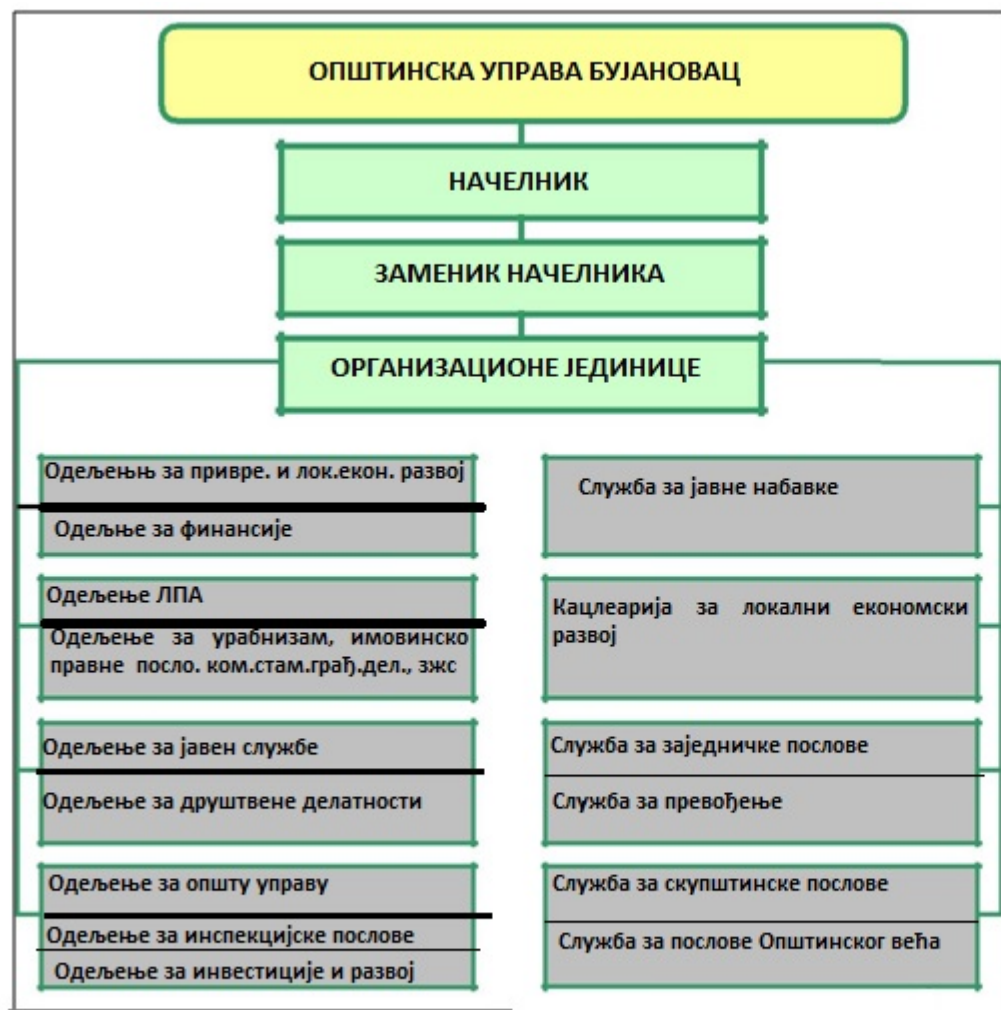 ОПШТИНСКА УПРАВА БУЈАНОВАЦ
НАЧЕЛНИК
ЗАМЕНИК НАЧЕЛНИКА
ОРГАНИЗАЦИОНЕ ЈЕДИНИЦЕ
Одељењњ за привре. и лок.екон. развој
Одељње за финансије
Одељење ЛПА
Одељење за урабнизам, имовинско
правне посло. ком.стам.грађ.дел., зжс
Одељење за јавен службе
Одељење за друштвене делатности
Одељење за општу управу
Одељење за инспекцијске послове
Одељење за инвестиције и развој
Служба за јавне набавке
Кацлеарија за локални економски
развој
Служба за заједничке послове
Служба за превођење
Служба за скупштинске послове
Служба за послове Општинског већа